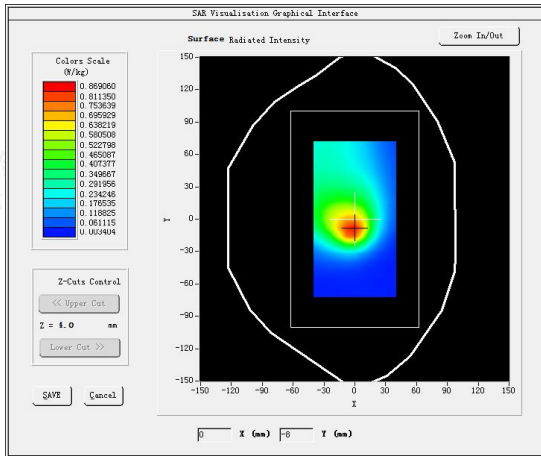 SAR Visualisation Graphical Interface
Surface Radiated Intensity
Zoom In/Out
Colors Scale
(W/kg)
0.869060
0.811350
0.753639
0.695929
0.638219
0.580508
0.522798
0.465087
0.407377
0.349667
0.291956
0.234246
0.176535
0.118825
0.061115
0.003404
150
120
90
60
30
0
-30
-60
-90
-120
-150
Y
-150 -120 -90 -60 -30 0 30 60 90 120 150
X
Z-Cuts Control
<< Upper Cut
mm
Lower Cut >>
SAVE
Cancel
0 X (mm) -8 Y (mm)